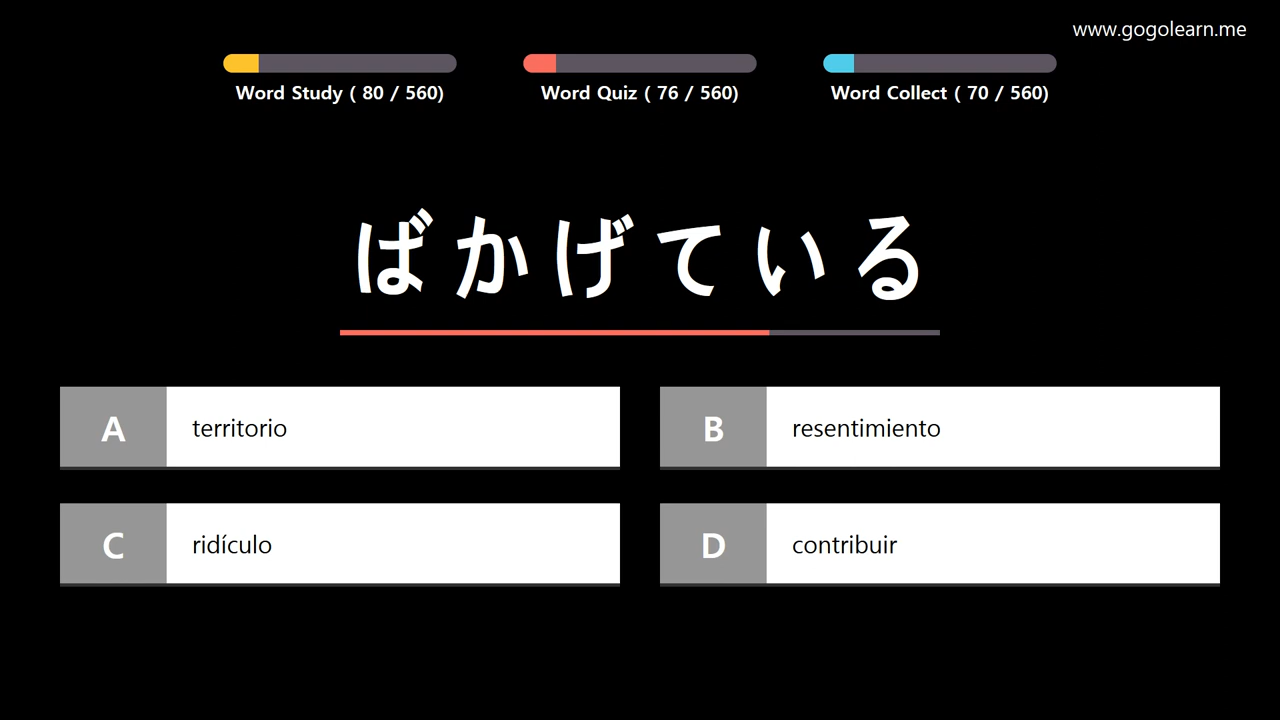 www.gogolearn.me
Word Study ( 80 / 560)
Word Quiz ( 76 / 560)
Word Collect ( 70 / 560)
ばかげている
A territorio
B resentimiento
C ridículo
D contribuir